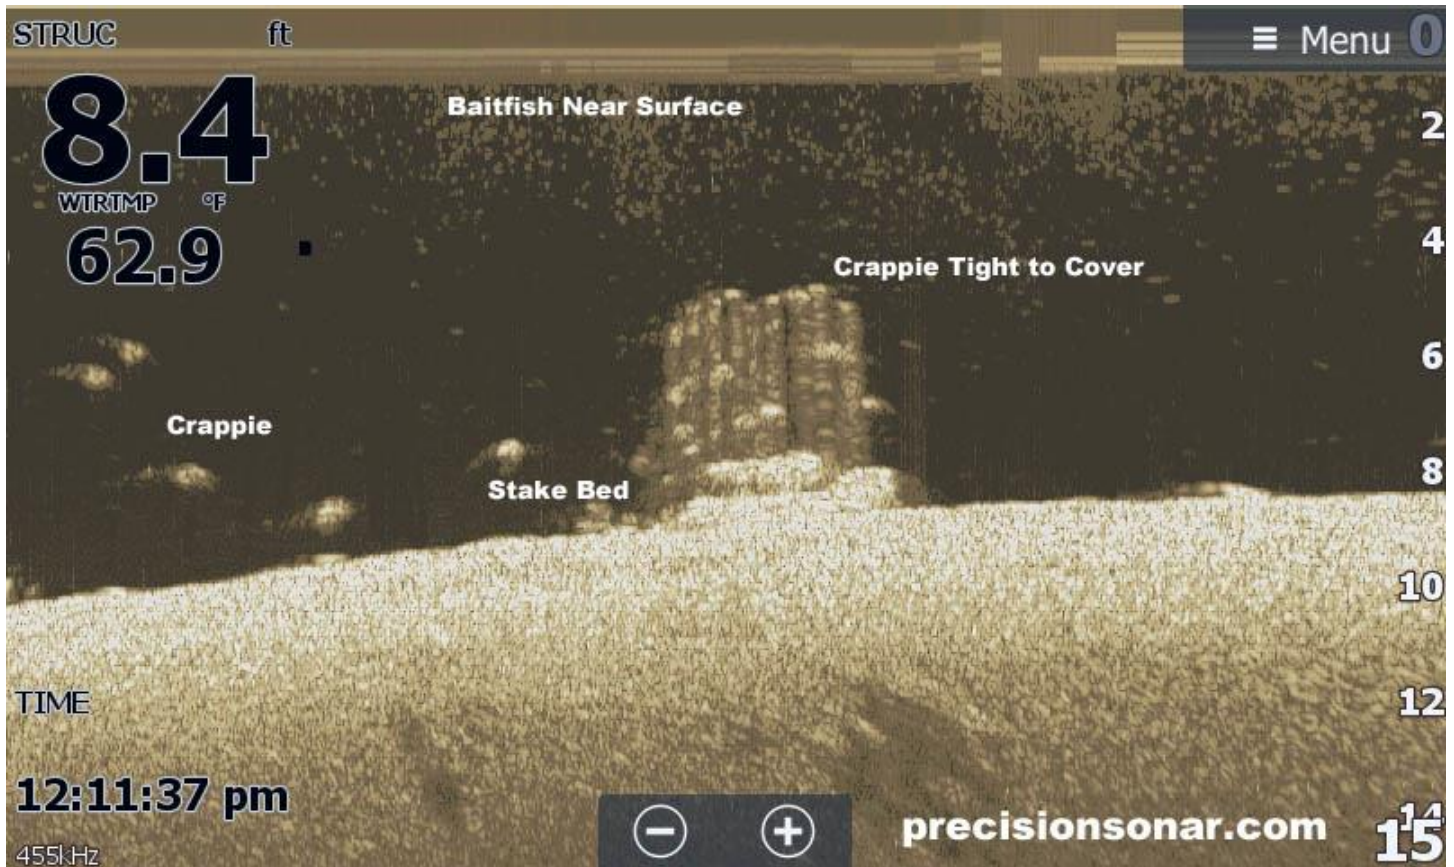 STRUC ft
≡ Menu 0
8.4
Baitfish Near Surface
2
WTRTMP °F
62.9
4
Crappie Tight to Cover
6
Crappie
8
Stake Bed
10
TIME
12
12:11:37 pm
14
precisionsonar.com
15
455kHz